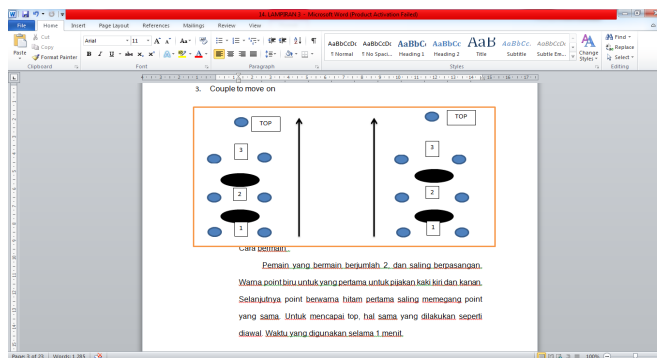 14. LAMPIRAN 3 - Microsoft Word (Product Activation Failed)
File Home Insert Page Layout References Mailings Review View
Cut
Copy
Format Painter
Paste
Clipboard
Arial 11
Font
Paragraph
AaBbCcDc AaBbCcDc AaBbC AaBbCc AaB AaBbCc. AaBbCcDc
¶ Normal ¶ No Spaci... Heading 1 Heading 2 Title Subtitle Subtle Em...
Change Styles
Styles
Find
Replace
Select
Editing
3. Couple to move on
TOP TOP
3 3
2 2
1 1
Cara bermain :
Pemain yang bermain berjumlah 2, dan saling berpasangan.
Warna point biru untuk yang pertama untuk pijakan kaki kiri dan kanan.
Selanjutnya point berwarna hitam pertama saling memegang point
yang sama. Untuk mencapai top, hal sama yang dilakukan seperti
diawal. Waktu yang digunakan selama 1 menit.
Page: 3 of 23 Words: 1.285 100%